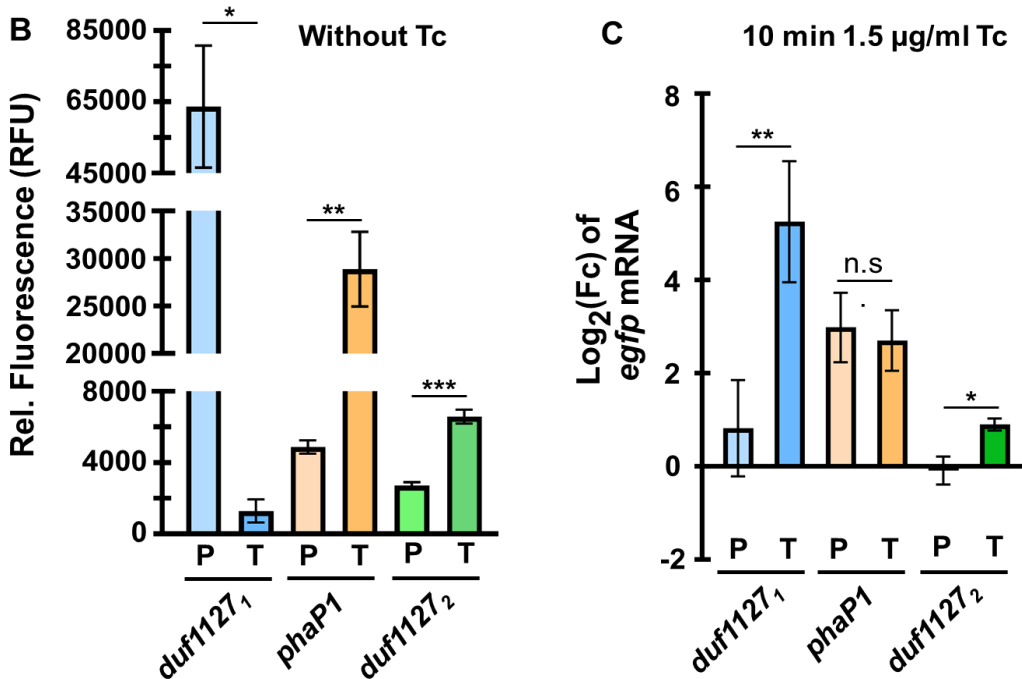 B
Without Tc
*
85000
65000
45000
35000
30000
25000
20000
8000
4000
0
Rel. Fluorescence (RFU)
**
***
P T P T P T
duf1127₁ phaP1 duf1127₂
C
10 min 1.5 µg/ml Tc
8
6
4
2
0
-2
Log₂(Fc) of
egfp mRNA
**
n.s
.
*
P T P T P T
duf1127₁ phaP1 duf1127₂